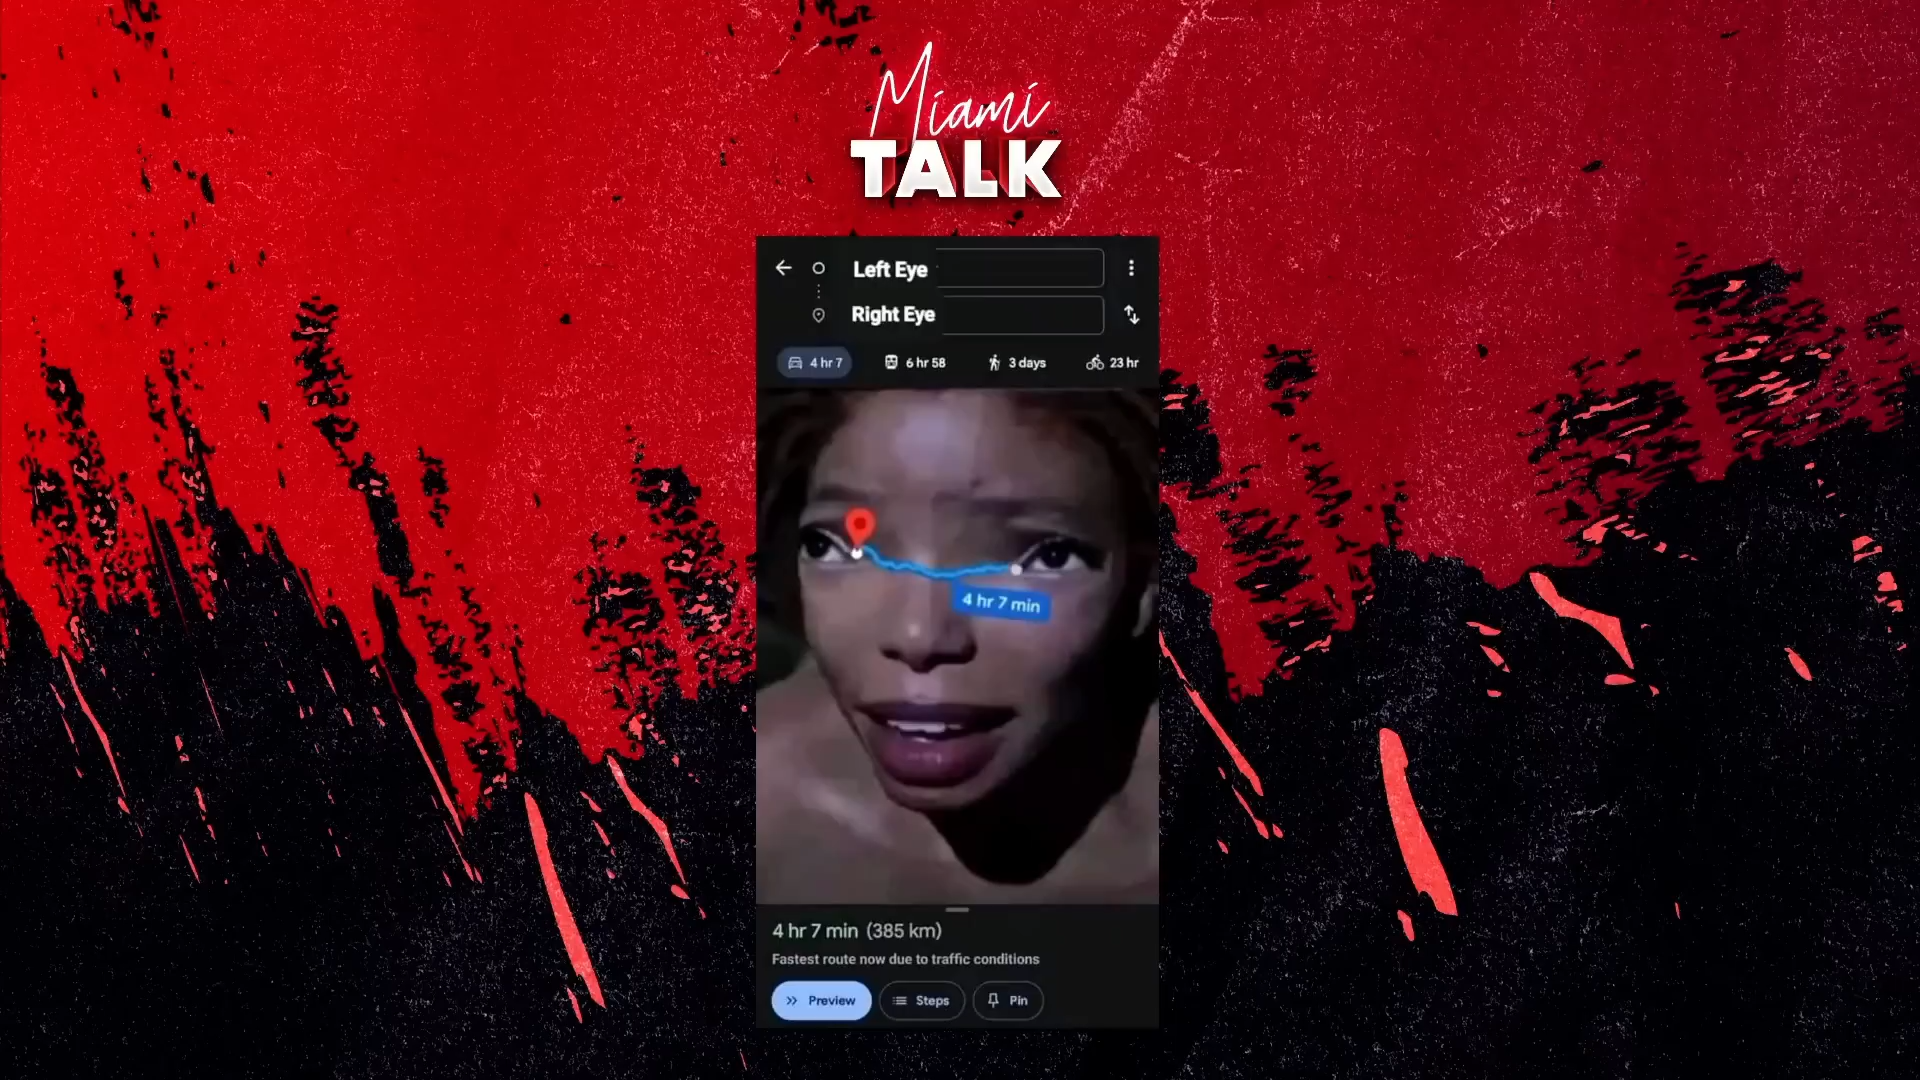 Miami
TALK
Left Eye
Right Eye
4 hr 7
6 hr 58
3 days
23 hr
4 hr 7 min
4 hr 7 min (385 km)
Fastest route now due to traffic conditions
Preview
Steps
Pin